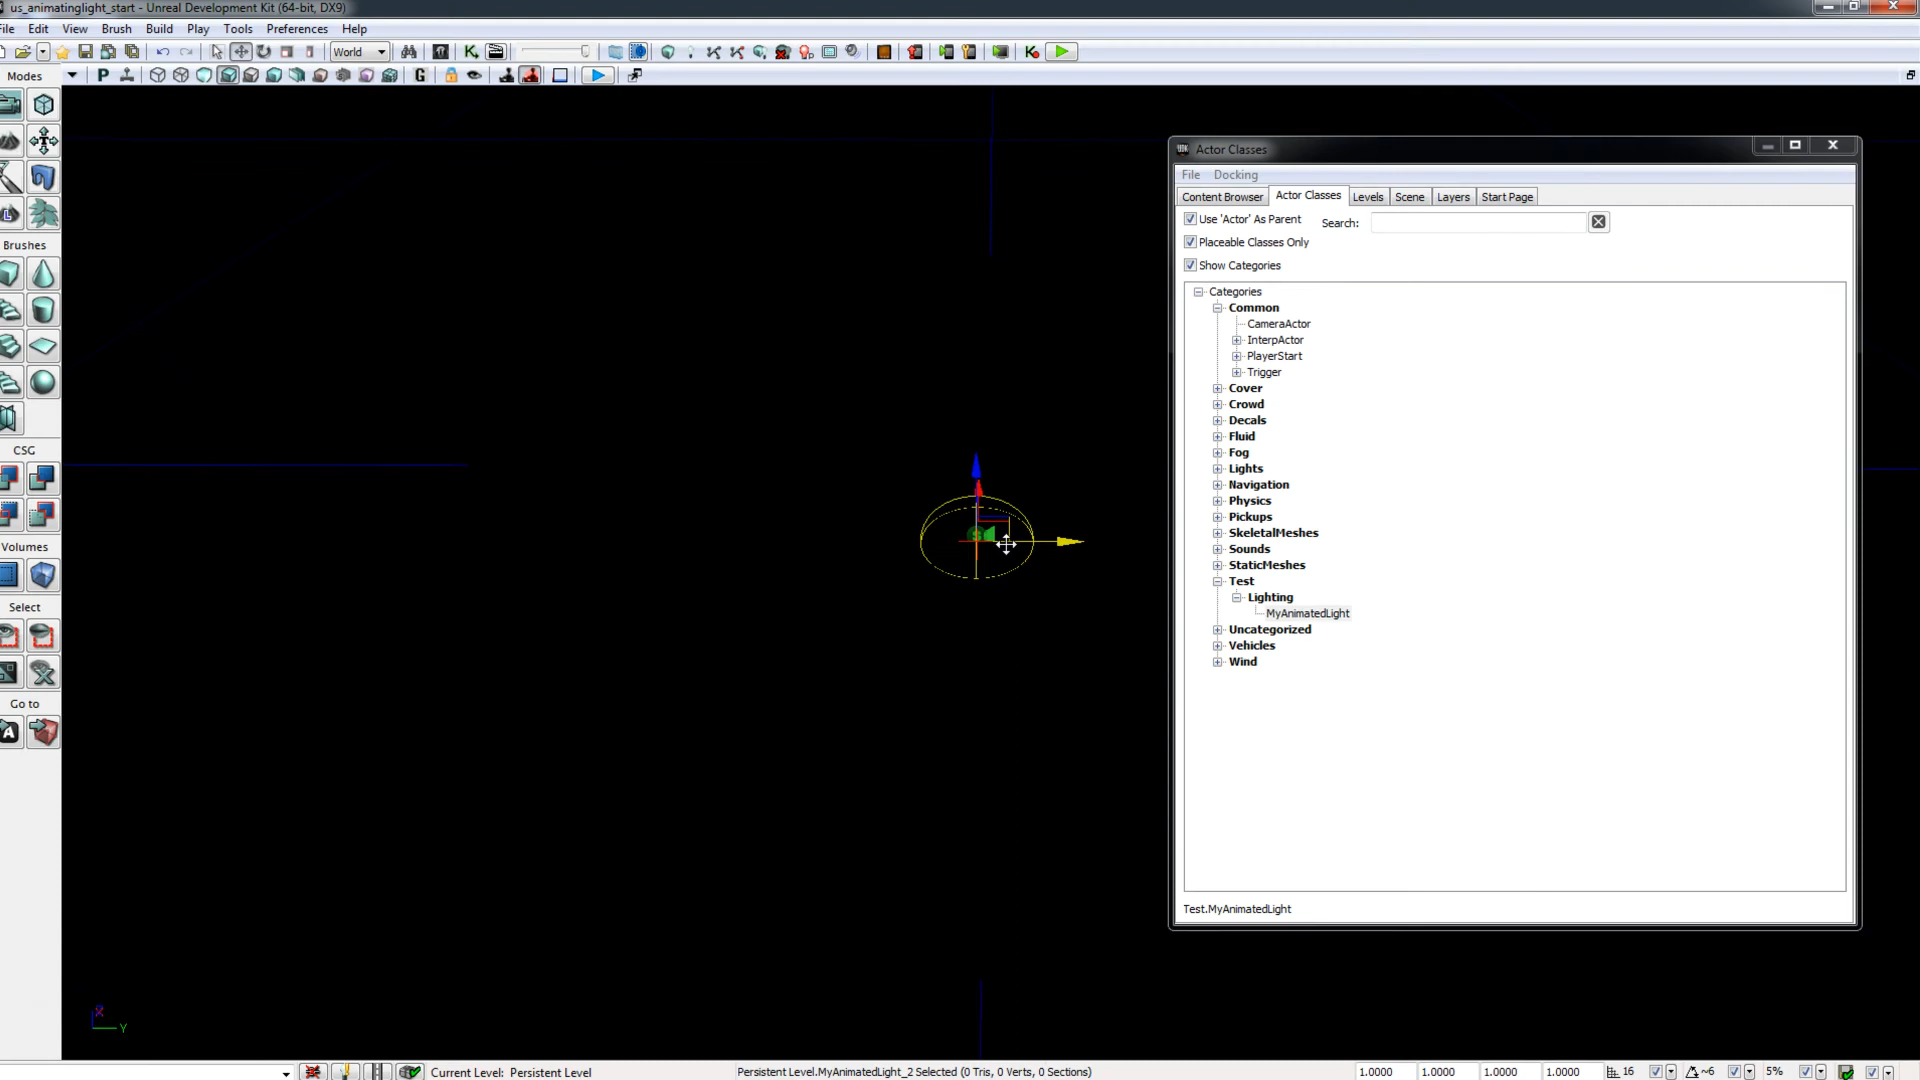 us_animatinglight_start - Unreal Development Kit (64-bit, DX9)
File Edit View Brush Build Play Tools Preferences Help
World
Modes
P
G
Brushes
CSG
Volumes
Select
Go to
Actor Classes
File Docking
Content Browser Actor Classes Levels Scene Layers Start Page
Use 'Actor' As Parent Search:
Placeable Classes Only
Show Categories
Categories
Common
CameraActor
InterpActor
PlayerStart
Trigger
Cover
Crowd
Decals
Fluid
Fog
Lights
Navigation
Physics
Pickups
SkeletalMeshes
Sounds
StaticMeshes
Test
Lighting
MyAnimatedLight
Uncategorized
Vehicles
Wind
Test.MyAnimatedLight
Y
Current Level: Persistent Level
Persistent Level.MyAnimatedLight_2 Selected (0 Tris, 0 Verts, 0 Sections)
1.0000 1.0000 1.0000 1.0000 16 ~6 5%